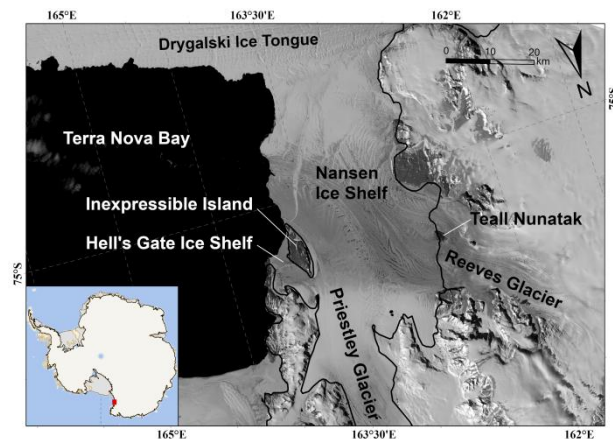 165°E
163°30'E
162°E
Drygalski Ice Tongue
0
10
20
km
N
75°S
Terra Nova Bay
Nansen
Ice Shelf
Inexpressible Island
Teall Nunatak
Hell's Gate Ice Shelf
Reeves Glacier
75°S
Priestley Glacier
165°E
163°30'E
162°E